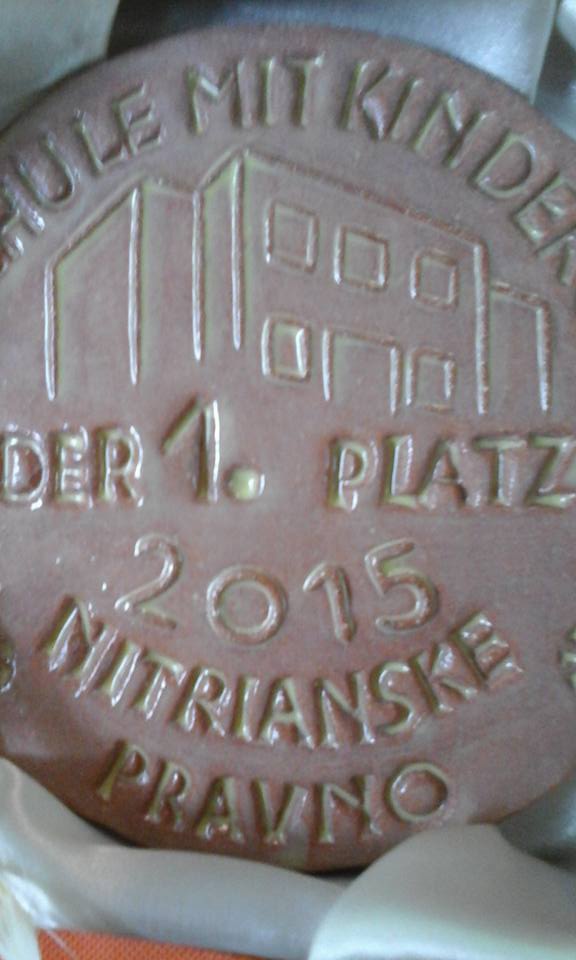 HULE MIT KINDER
DER 1. PLATZ
2015
NITRIANSKE
PRAVNO